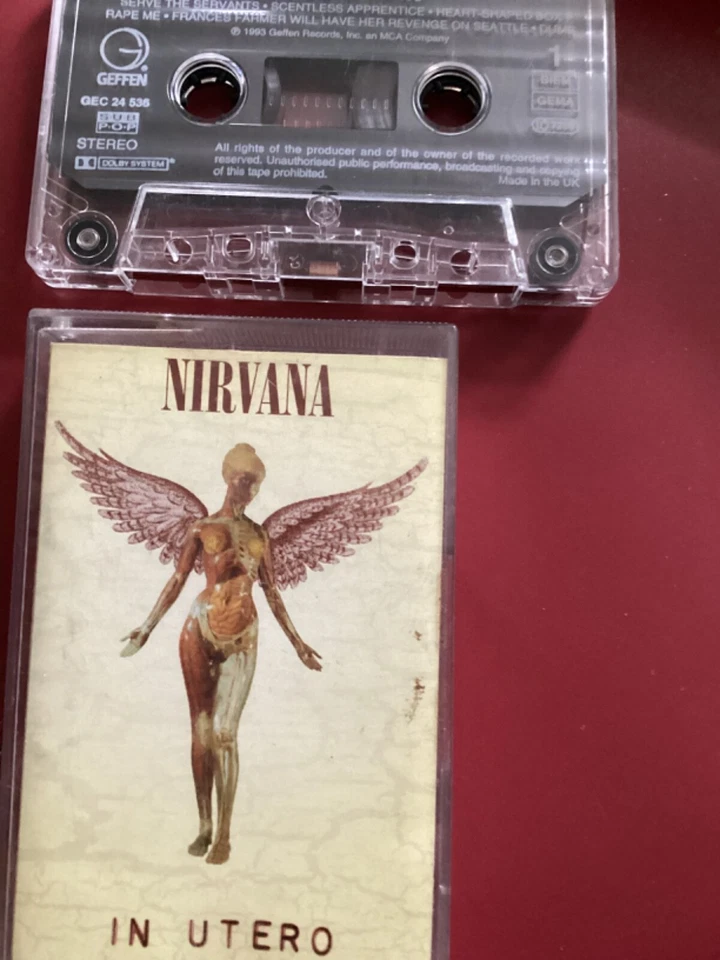 SERVE THE SERVANTS • SCENTLESS APPRENTICE • HEART-SHAPED BOX •
RAPE ME • FRANCES FARMER WILL HAVE HER REVENGE ON SEATTLE • DUMB
℗ 1993 Geffen Records, Inc. an MCA Company
G
GEFFEN
1
BIEM
GEMA
GEC 24 536
SUB
POP
STEREO
DOLBY SYSTEM®
All rights of the producer and of the owner of the recorded work
reserved. Unauthorised public performance, broadcasting and copying
of this tape prohibited.
Made in the UK
NIRVANA
IN UTERO